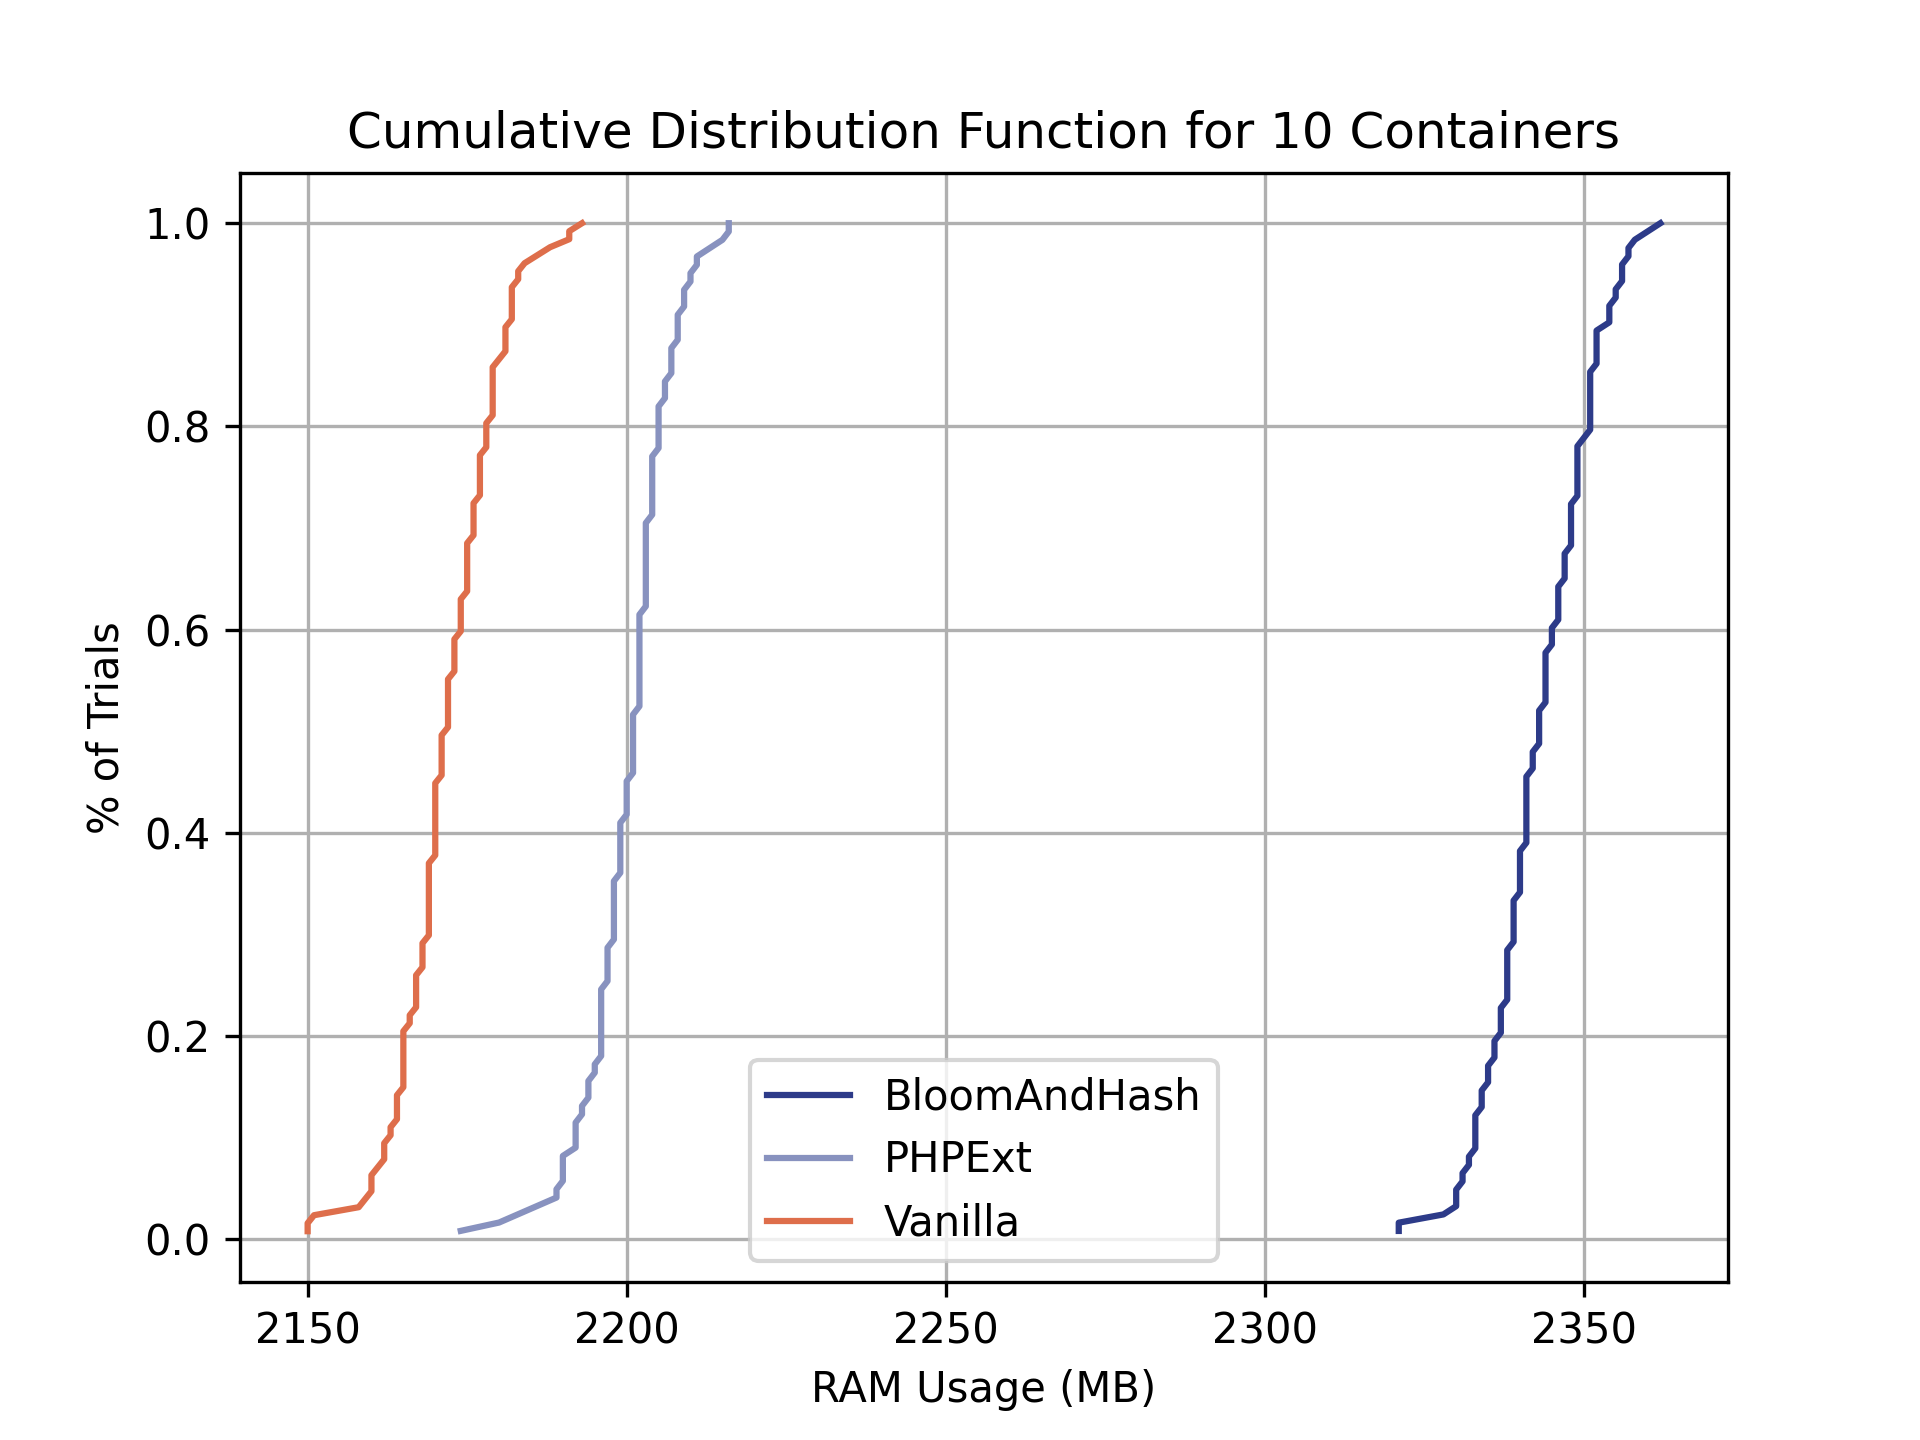 Cumulative Distribution Function for 10 Containers
1.0
0.8
0.6
0.4
0.2
0.0
% of Trials
BloomAndHash
PHPExt
Vanilla
2150 2200 2250 2300 2350
RAM Usage (MB)